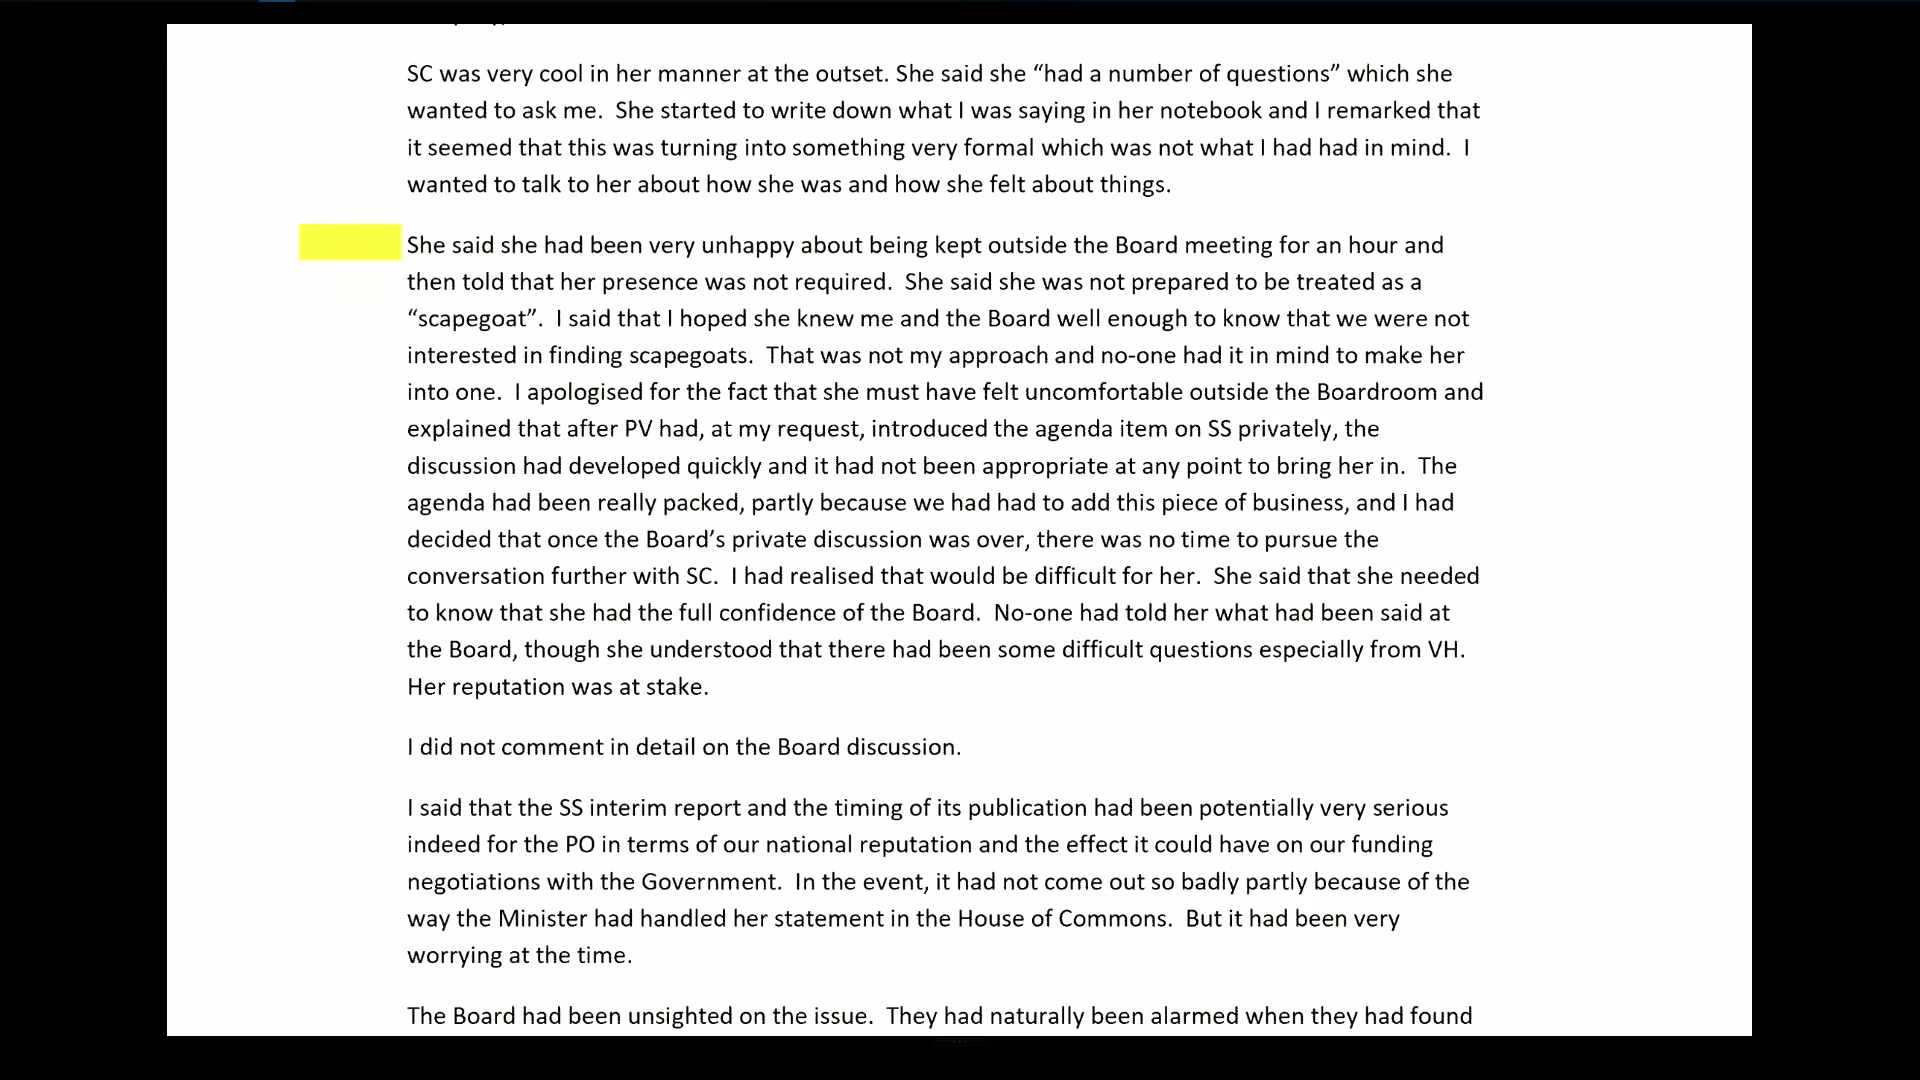 SC was very cool in her manner at the outset. She said she “had a number of questions” which she
wanted to ask me.  She started to write down what I was saying in her notebook and I remarked that
it seemed that this was turning into something very formal which was not what I had had in mind.  I
wanted to talk to her about how she was and how she felt about things.
She said she had been very unhappy about being kept outside the Board meeting for an hour and
then told that her presence was not required.  She said she was not prepared to be treated as a
“scapegoat”.  I said that I hoped she knew me and the Board well enough to know that we were not
interested in finding scapegoats.  That was not my approach and no-one had it in mind to make her
into one.  I apologised for the fact that she must have felt uncomfortable outside the Boardroom and
explained that after PV had, at my request, introduced the agenda item on SS privately, the
discussion had developed quickly and it had not been appropriate at any point to bring her in.  The
agenda had been really packed, partly because we had had to add this piece of business, and I had
decided that once the Board’s private discussion was over, there was no time to pursue the
conversation further with SC.  I had realised that would be difficult for her.  She said that she needed
to know that she had the full confidence of the Board.  No-one had told her what had been said at
the Board, though she understood that there had been some difficult questions especially from VH.
Her reputation was at stake.
I did not comment in detail on the Board discussion.
I said that the SS interim report and the timing of its publication had been potentially very serious
indeed for the PO in terms of our national reputation and the effect it could have on our funding
negotiations with the Government.  In the event, it had not come out so badly partly because of the
way the Minister had handled her statement in the House of Commons.  But it had been very
worrying at the time.
The Board had been unsighted on the issue.  They had naturally been alarmed when they had found